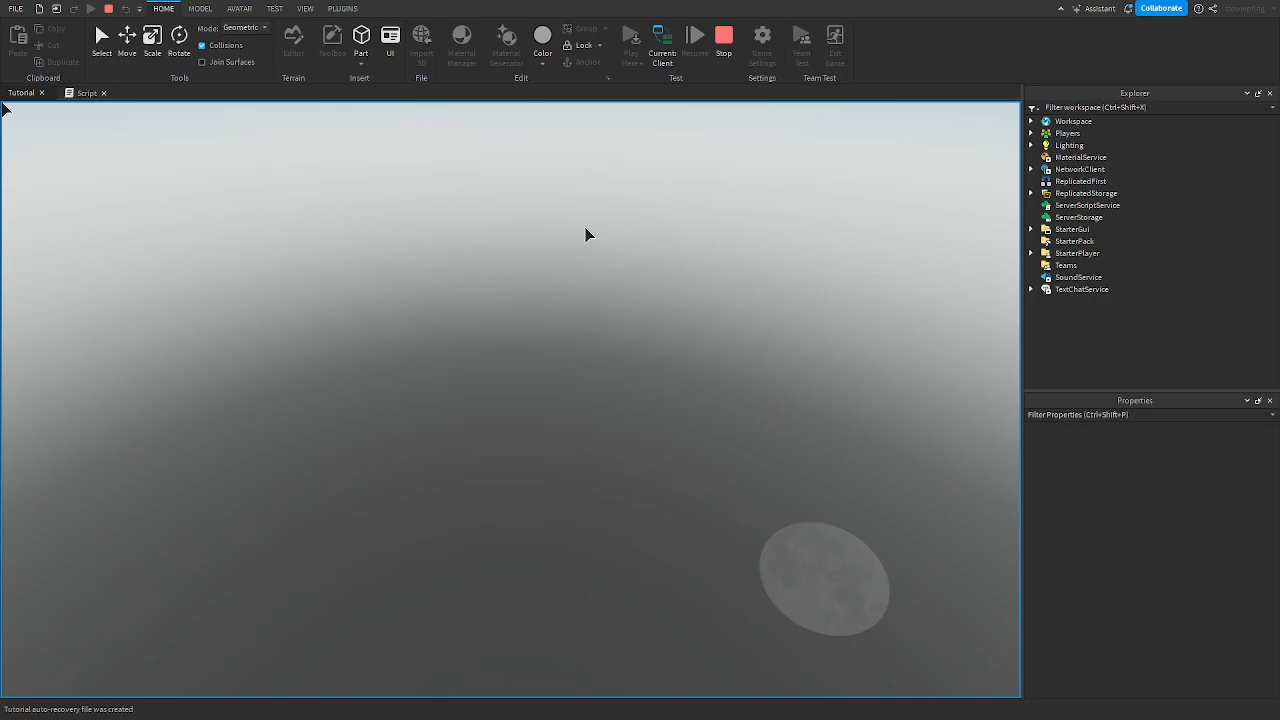 FILE HOME MODEL AVATAR TEST VIEW PLUGINS Assistant Collaborate crowiepfing
Paste Copy Cut Duplicate Select Move Scale Rotate Mode: Geometric Collisions Join Surfaces Editor Toolbox Part UI Import 3D Material Manager Material Generator Color Group Lock Anchor Play Here Current: Client Resume Stop Game Settings Team Test Exit Game
Clipboard Tools Terrain Insert File Edit Test Settings Team Test
Tutorial Script
Explorer
Filter workspace (Ctrl+Shift+X)
Workspace
Players
Lighting
MaterialService
NetworkClient
ReplicatedFirst
ReplicatedStorage
ServerScriptService
ServerStorage
StarterGui
StarterPack
StarterPlayer
Teams
SoundService
TextChatService
Properties
Filter Properties (Ctrl+Shift+P)
Tutorial auto-recovery file was created